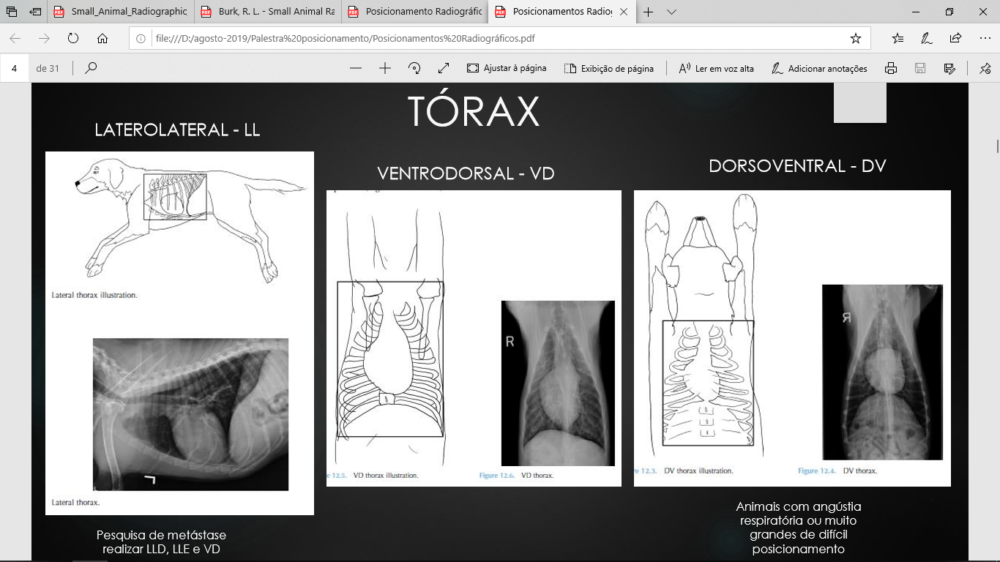 Small_Animal_Radiographic
Burk, R. L. - Small Animal Ra
Posicionamento Radiográfic
Posicionamentos Radiog
file:///D:/agosto-2019/Palestra%20posicionamento/Posicionamentos%20Radiográficos.pdf
4 de 31
Ajustar à página
Exibição de página
Ler em voz alta
Adicionar anotações
TÓRAX
LATEROLATERAL - LL
VENTRODORSAL - VD
DORSOVENTRAL - DV
Lateral thorax illustration.
L
Lateral thorax.
Pesquisa de metástase
realizar LLD, LLE e VD
R
e 12.5. VD thorax illustration.
Figure 12.6. VD thorax.
R
re 12.3. DV thorax illustration.
Figure 12.4. DV thorax.
Animais com angústia
respiratória ou muito
grandes de difícil
posicionamento